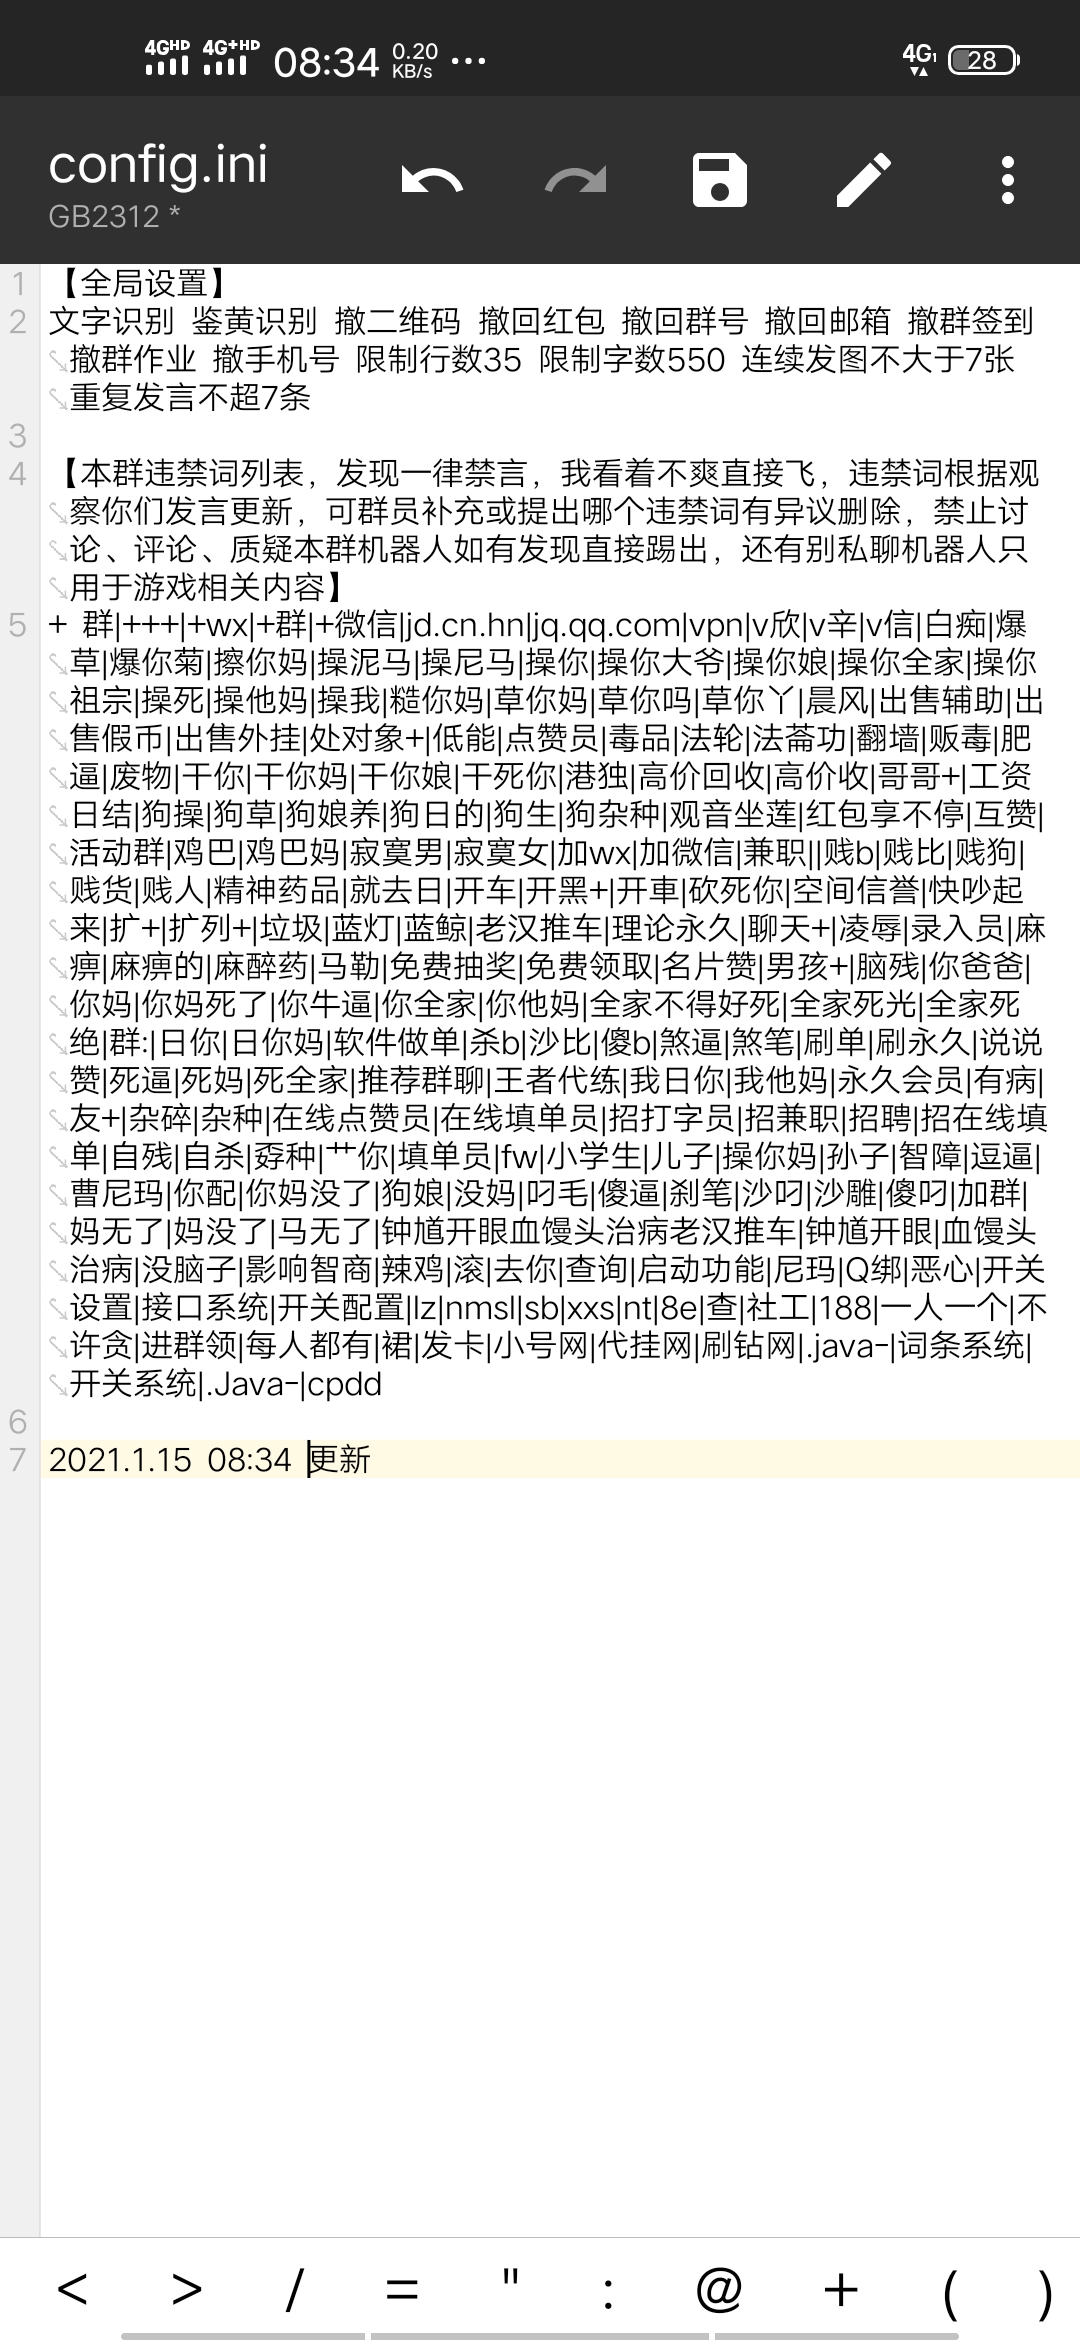 4GHD 4G+HD 08:34 0.20 KB/s ... 4G1 28
config.ini
GB2312 *
1 【全局设置】
2 文字识别 鉴黄识别 撤二维码 撤回红包 撤回群号 撤回邮箱 撤群签到
撤群作业 撤手机号 限制行数35 限制字数550 连续发图不大于7张
重复发言不超7条
3
4 【本群违禁词列表，发现一律禁言，我看着不爽直接飞，违禁词根据观
察你们发言更新，可群员补充或提出哪个违禁词有异议删除，禁止讨
论、评论、质疑本群机器人如有发现直接踢出，还有别私聊机器人只
用于游戏相关内容】
5 + 群|+++|+wx|+群|+微信|jd.cn.hn|jq.qq.com|vpn|v欣|v辛|v信|白痴|爆
草|爆你菊|擦你妈|操泥马|操尼马|操你|操你大爷|操你娘|操你全家|操你
祖宗|操死|操他妈|操我|糙你妈|草你妈|草你吗|草你丫|晨风|出售辅助|出
售假币|出售外挂|处对象+|低能|点赞员|毒品|法轮|法菕功|翻墙|贩毒|肥
逼|废物|干你|干你妈|干你娘|干死你|港独|高价回收|高价收|哥哥+|工资
日结|狗操|狗草|狗娘养|狗日的|狗生|狗杂种|观音坐莲|红包享不停|互赞|
活动群|鸡巴|鸡巴妈|寂寞男|寂寞女|加wx|加微信|兼职||贱b|贱比|贱狗|
贱货|贱人|精神药品|就去日|开车|开黑+|开車|砍死你|空间信誉|快吵起
来|扩+|扩列+|垃圾|蓝灯|蓝鲸|老汉推车|理论永久|聊天+|凌辱|录入员|麻
痹|麻痹的|麻醉药|马勒|免费抽奖|免费领取|名片赞|男孩+|脑残|你爸爸|
你妈|你妈死了|你牛逼|你全家|你他妈|全家不得好死|全家死光|全家死
绝|群:|日你|日你妈|软件做单|杀b|沙比|傻b|煞逼|煞笔|刷单|刷永久|说说
赞|死逼|死妈|死全家|推荐群聊|王者代练|我日你|我他妈|永久会员|有病|
友+|杂碎|杂种|在线点赞员|在线填单员|招打字员|招兼职|招聘|招在线填
单|自残|自杀|孬种|艹你|填单员|fw|小学生|儿子|操你妈|孙子|智障|逗逼|
曹尼玛|你配|你妈没了|狗娘|没妈|叼毛|傻逼|刹笔|沙叼|沙雕|傻叼|加群|
妈无了|妈没了|马无了|钟馗开眼血馒头治病老汉推车|钟馗开眼|血馒头
治病|没脑子|影响智商|辣鸡|滚|去你|查询|启动功能|尼玛|Q绑|恶心|开关
设置|接口系统|开关配置|lz|nmsl|sb|xxs|nt|8e|查|社工|188|一人一个|不
许贪|进群领|每人都有|裙|发卡|小号网|代挂网|刷钻网|.java-|词条系统|
开关系统|.Java-|cpdd
6
7 2021.1.15 08:34 更新
< > / = " : @ + ( )